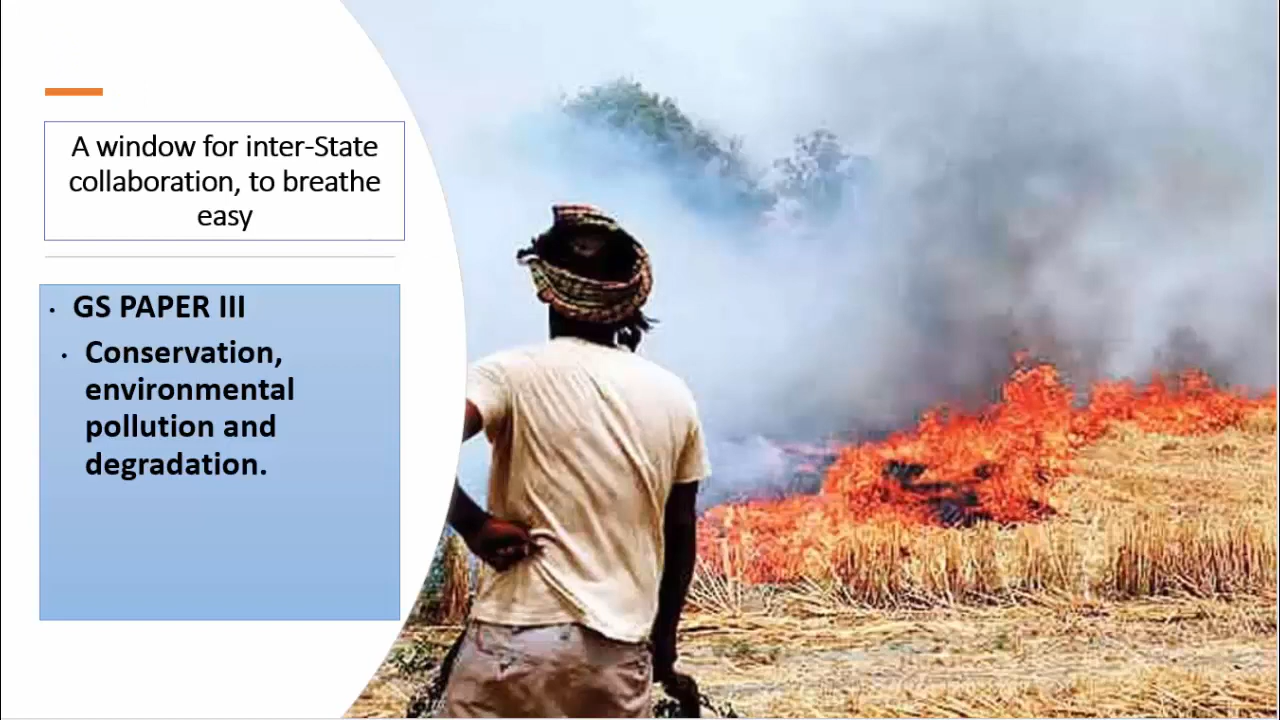 A window for inter-State
collaboration, to breathe
easy
• GS PAPER III
• Conservation,
environmental
pollution and
degradation.